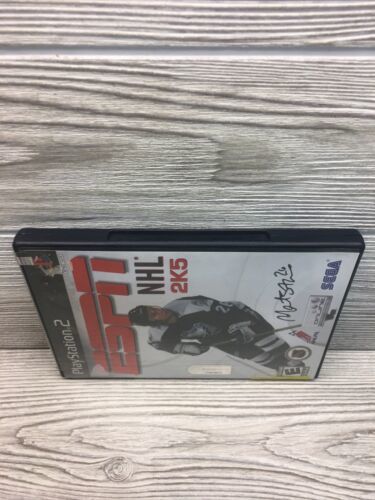 PlayStation 2
ESPN
NHL
2K5
SEGA
E